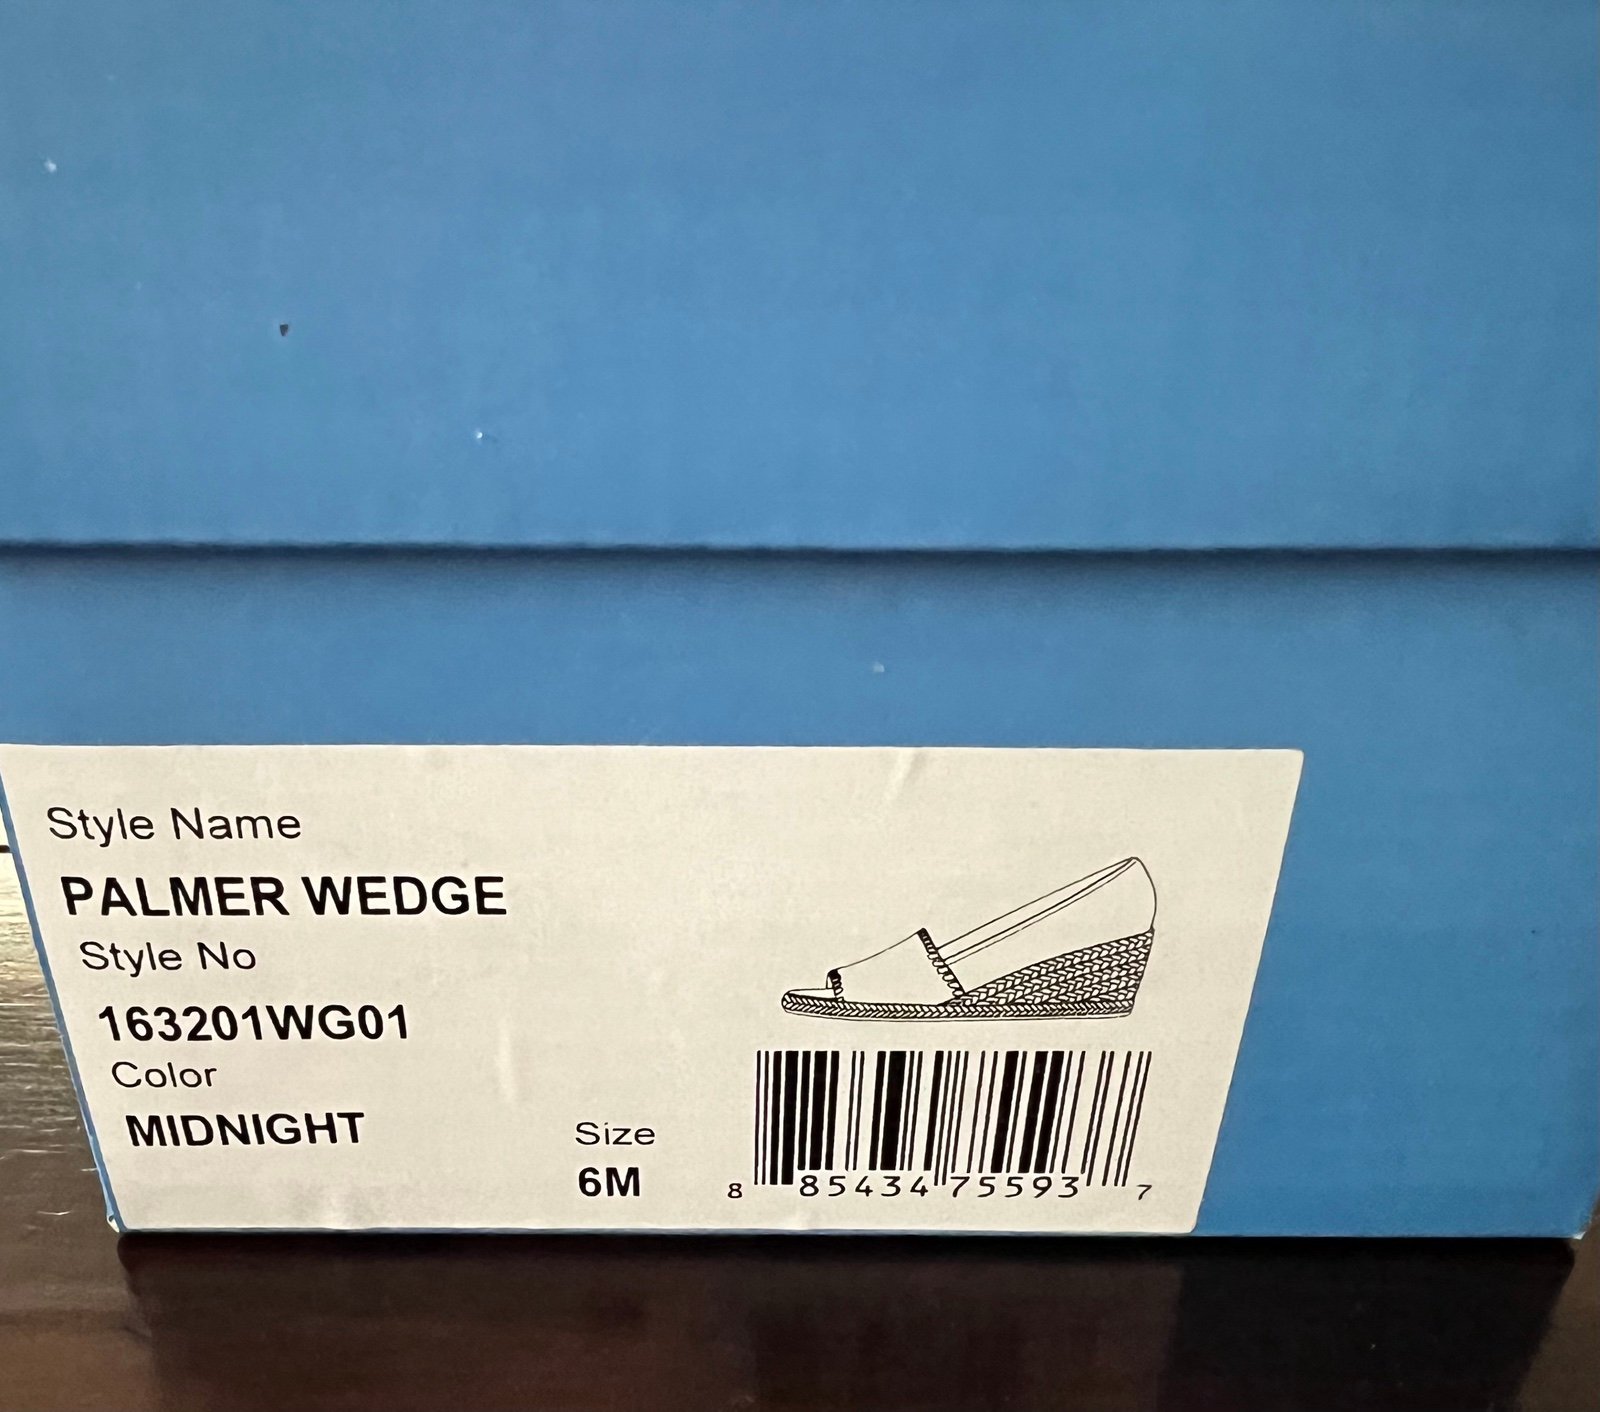 Style Name
PALMER WEDGE
Style No
163201WG01
Color
MIDNIGHT
Size
6M
8 85434 75593 7